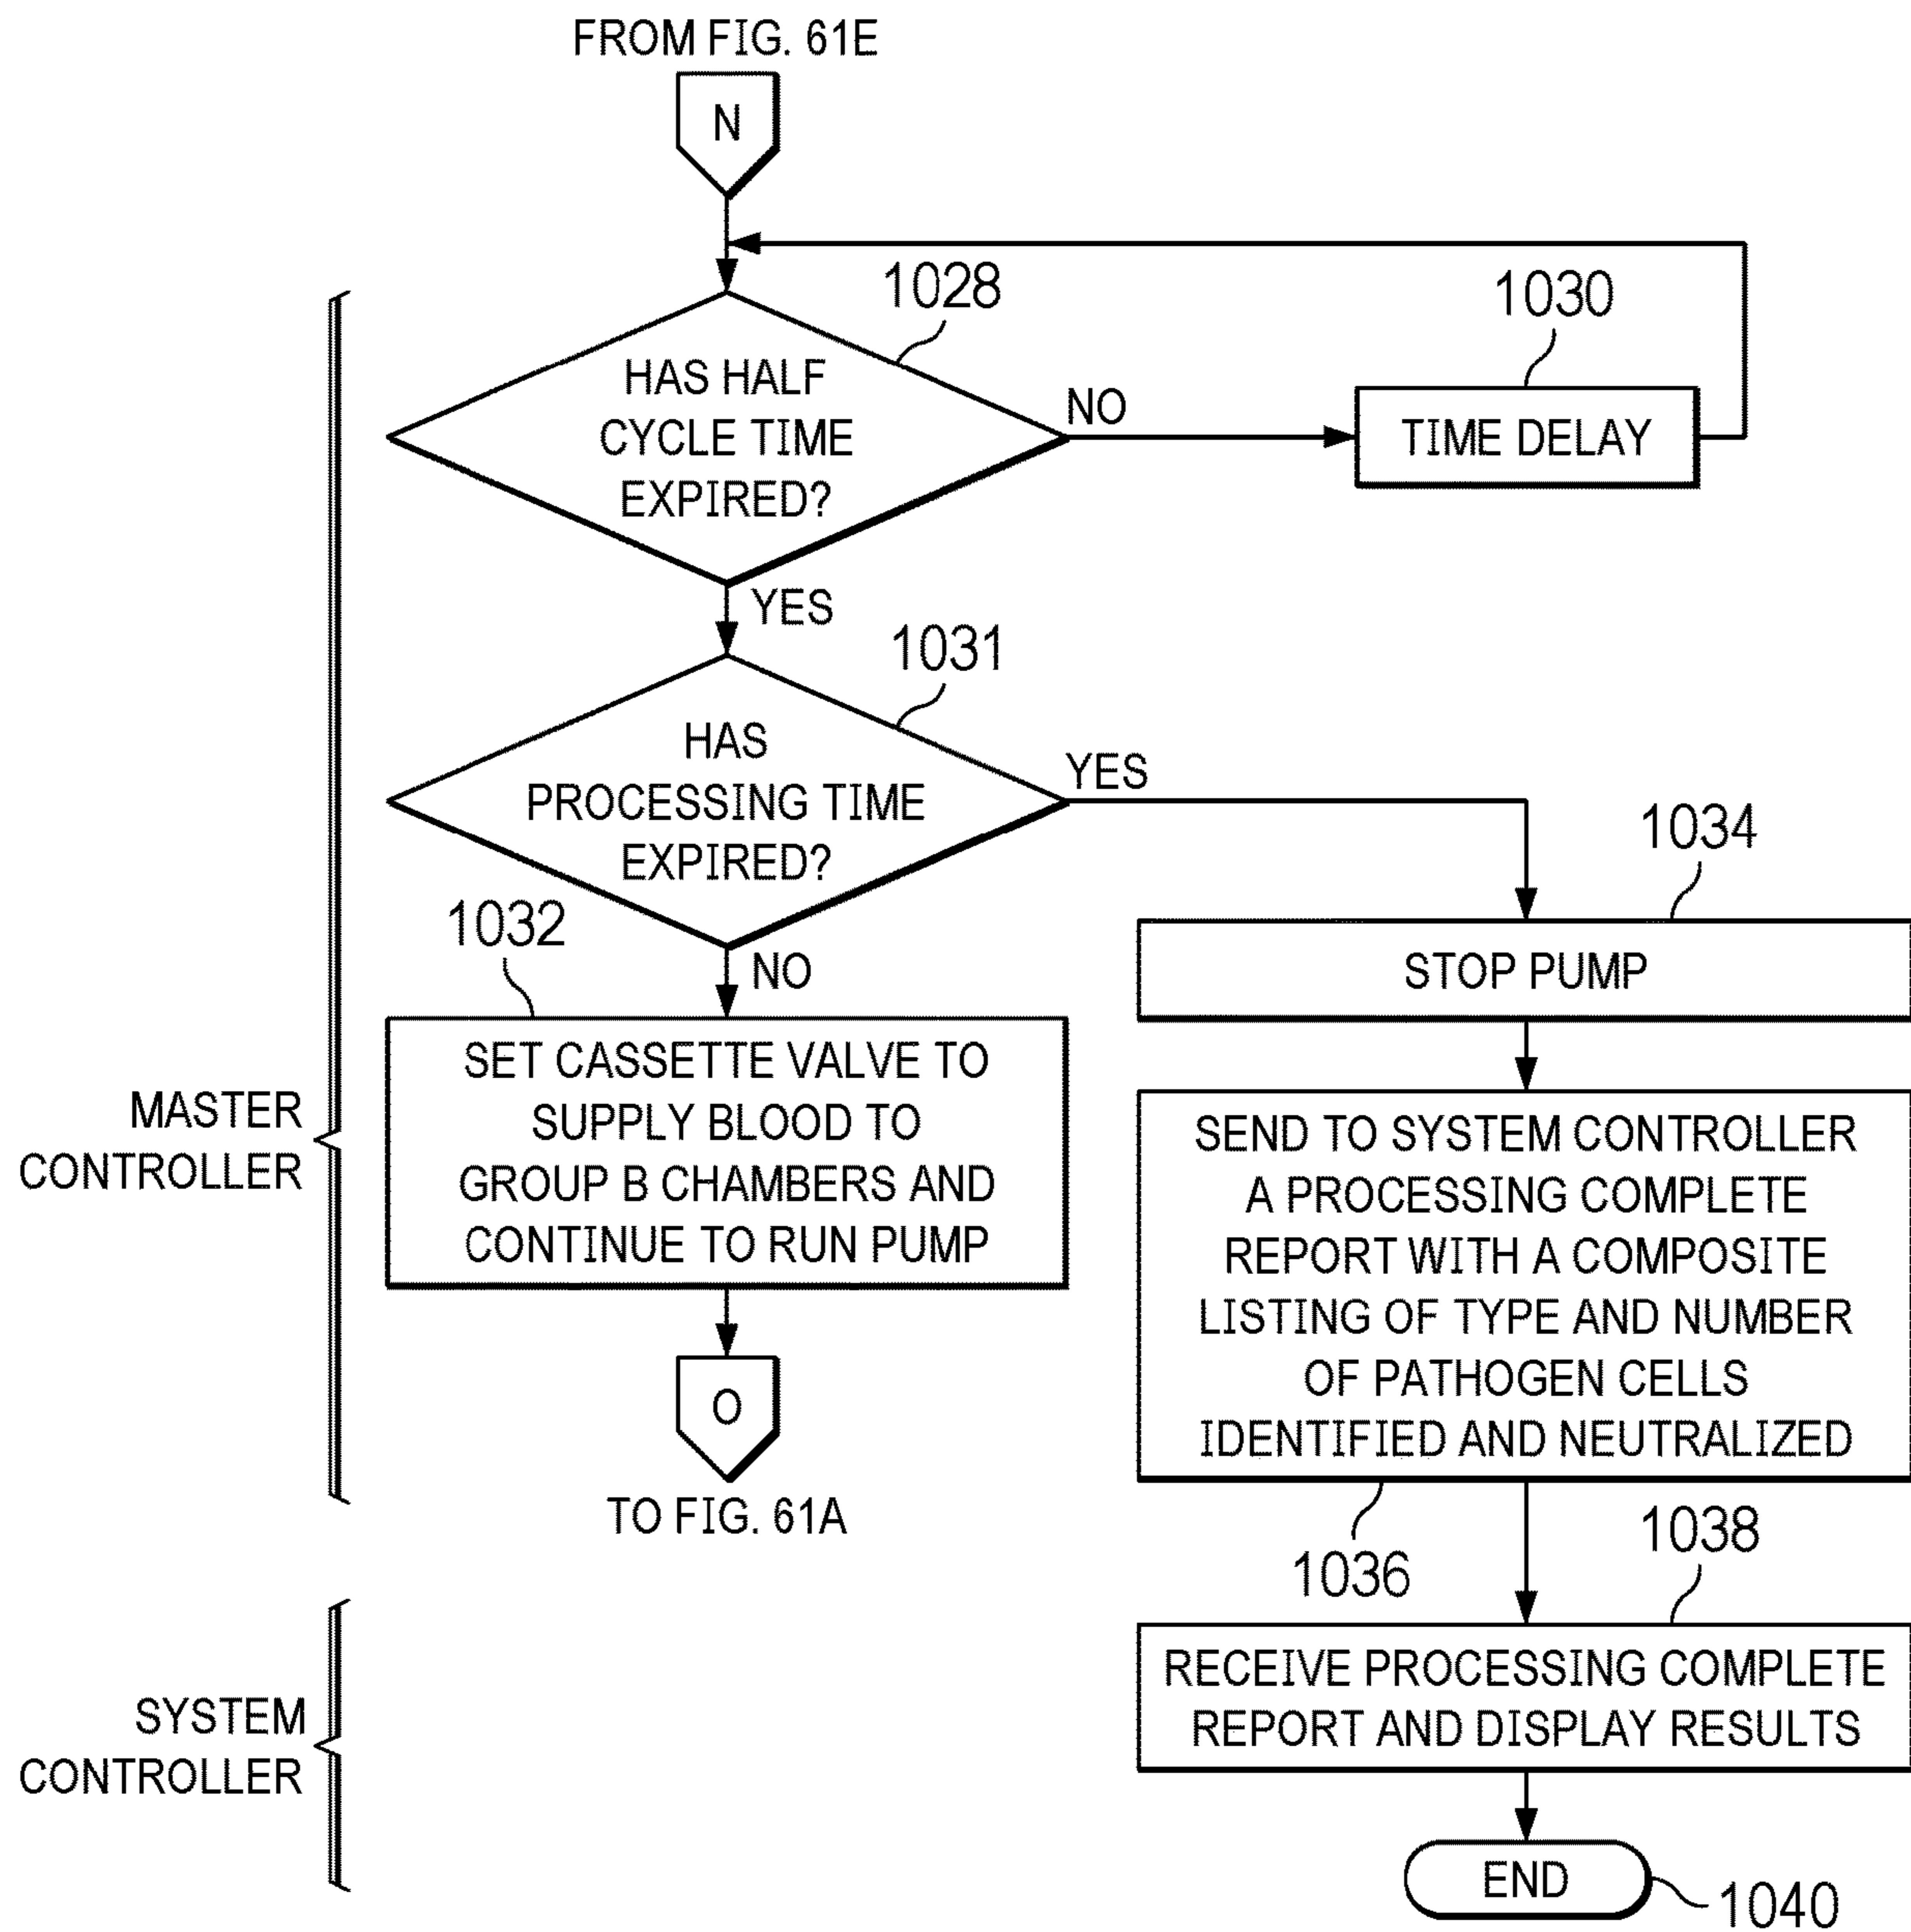 FROM FIG. 61E
N
1028
HAS HALF
CYCLE TIME
EXPIRED?
NO
1030
TIME DELAY
YES
1031
HAS
PROCESSING TIME
EXPIRED?
YES
1034
STOP PUMP
NO
1032
SET CASSETTE VALVE TO
SUPPLY BLOOD TO
GROUP B CHAMBERS AND
CONTINUE TO RUN PUMP
O
TO FIG. 61A
MASTER
CONTROLLER
SEND TO SYSTEM CONTROLLER
A PROCESSING COMPLETE
REPORT WITH A COMPOSITE
LISTING OF TYPE AND NUMBER
OF PATHOGEN CELLS
IDENTIFIED AND NEUTRALIZED
1036
1038
RECEIVE PROCESSING COMPLETE
REPORT AND DISPLAY RESULTS
SYSTEM
CONTROLLER
END
1040